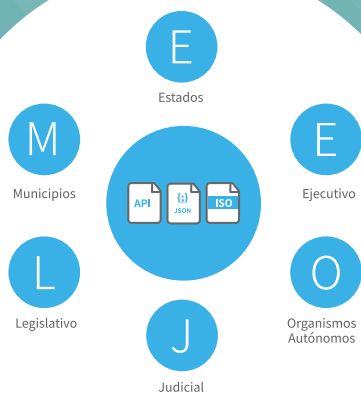 E
Estados
M
Municipios
E
Ejecutivo
API
{;}
JSON
ISO
L
Legislativo
O
Organismos
Autónomos
J
Judicial